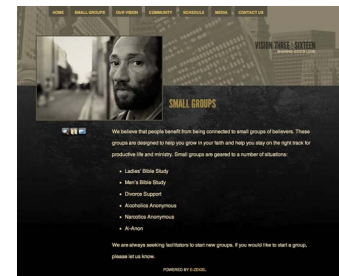 HOME SMALL GROUPS OUR VISION COMMUNITY SCHEDULE MEDIA CONTACT US
VISION THREE : SIXTEEN
SMALL GROUPS
We believe that people benefit from being connected to small groups of believers. These
groups are designed to help you grow in your faith and help you stay on the right track for
productive life and ministry. Small groups are geared to a number of situations:
Ladies' Bible Study
Men's Bible Study
Divorce Support
Alcoholics Anonymous
Narcotics Anonymous
Al-Anon
We are always seeking facilitators to start new groups. If you would like to start a group,
please let us know.
POWERED BY E-ZEKIEL